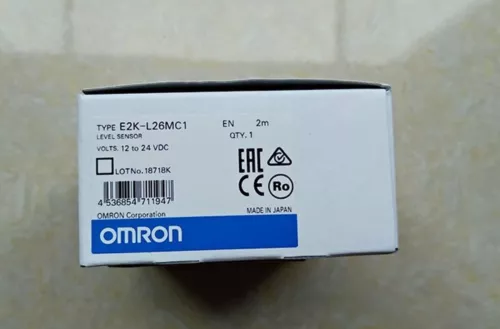 TYPE E2K-L26MC1 EN 2m
LEVEL SENSOR QTY. 1
VOLTS. 12 to 24 VDC
LOT No. 18718K
EAC
CE Ro
4 536854 711947
OMRON Corporation MADE IN JAPAN
OMRON